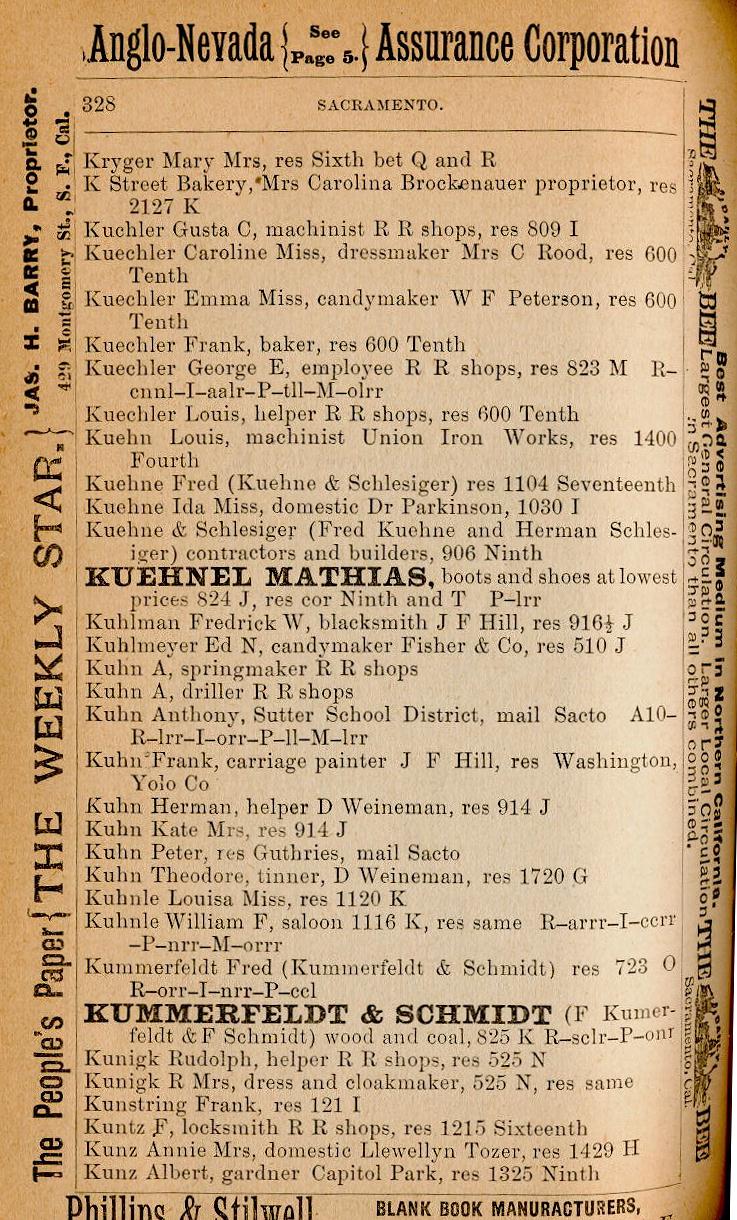 Anglo-Nevada { See Page 5. } Assurance Corporation
328 SACRAMENTO.
Kryger Mary Mrs, res Sixth bet Q and R
K Street Bakery, Mrs Carolina Brockenauer proprietor, res
2127 K
Kuchler Gusta C, machinist R R shops, res 809 I
Kuechler Caroline Miss, dressmaker Mrs C Rood, res 600
Tenth
Kuechler Emma Miss, candymaker W F Peterson, res 600
Tenth
Kuechler Frank, baker, res 600 Tenth
Kuechler George E, employee R R shops, res 823 M R–
cnnl–I–aalr–P–tll–M–olrr
Kuechler Louis, helper R R shops, res 600 Tenth
Kuehn Louis, machinist Union Iron Works, res 1400
Fourth
Kuehne Fred (Kuehne & Schlesiger) res 1104 Seventeenth
Kuehne Ida Miss, domestic Dr Parkinson, 1030 I
Kuehne & Schlesiger (Fred Kuehne and Herman Schles-
iger) contractors and builders, 906 Ninth
KUEHNEL MATHIAS, boots and shoes at lowest
prices 824 J, res cor Ninth and T P–lrr
Kuhlman Fredrick W, blacksmith J F Hill, res 916½ J
Kuhlmeyer Ed N, candymaker Fisher & Co, res 510 J
Kuhn A, springmaker R R shops
Kuhn A, driller R R shops
Kuhn Anthony, Sutter School District, mail Sacto A10–
R–lrr–I–orr–P–ll–M–lrr
Kuhn Frank, carriage painter J F Hill, res Washington,
Yolo Co
Kuhn Herman, helper D Weineman, res 914 J
Kuhn Kate Mrs, res 914 J
Kuhn Peter, res Guthries, mail Sacto
Kuhn Theodore, tinner, D Weineman, res 1720 G
Kuhnle Louisa Miss, res 1120 K
Kuhnle William F, saloon 1116 K, res same R–arrr–I–ccrr
–P–nrr–M–orrr
Kummerfeldt Fred (Kummerfeldt & Schmidt) res 723 O
R–orr–I–nrr–P–ccl
KUMMERFELDT & SCHMIDT (F Kumer-
feldt & F Schmidt) wood and coal, 825 K R–sclr–P–onr
Kunigk Rudolph, helper R R shops, res 525 N
Kunigk R Mrs, dress and cloakmaker, 525 N, res same
Kunstring Frank, res 121 I
Kuntz F, locksmith R R shops, res 1215 Sixteenth
Kunz Annie Mrs, domestic Llewellyn Tozer, res 1429 H
Kunz Albert, gardner Capitol Park, res 1325 Ninth
Phillips & Stilwell BLANK BOOK MANURACTURERS,
The People's Paper { THE WEEKLY STAR. } JAS. H. BARRY, Proprietor.
429 Montgomery St., S. F., Cal.
THE BEE Best Advertising Medium in Northern California.
Largest General Circulation. Larger Local Circulation
in Sacramento than all others combined.
THE BEE
Sacramento, Cal.